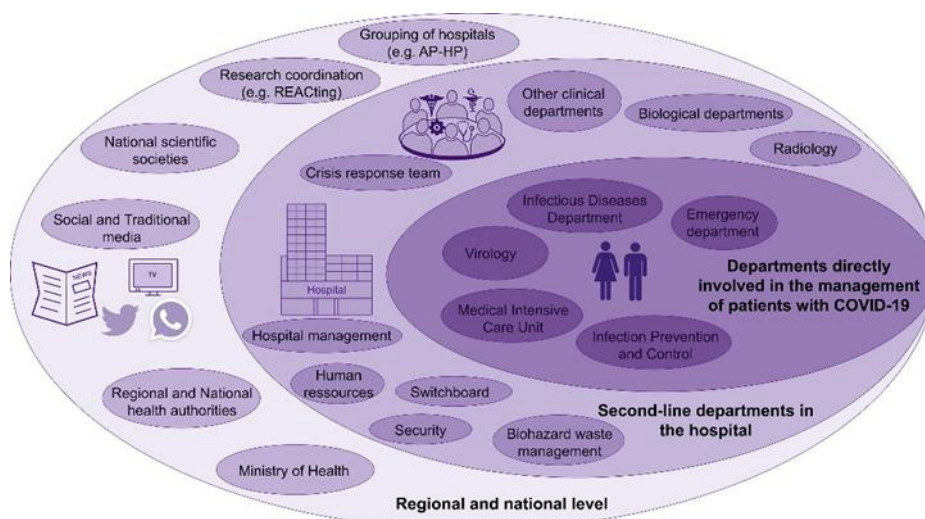 Grouping of hospitals
(e.g. AP-HP)
Research coordination
(e.g. REACting)
National scientific
societies
Social and Traditional
media
NEWS
TV
Regional and National
health authorities
Ministry of Health
Regional and national level
Other clinical
departments
Biological departments
Radiology
Crisis response team
Hospital
Hospital management
Human
ressources
Switchboard
Security
Biohazard waste
management
Second-line departments in
the hospital
Infectious Diseases
Department
Emergency
department
Virology
Medical Intensive
Care Unit
Infection Prevention
and Control
Departments directly
involved in the management
of patients with COVID-19